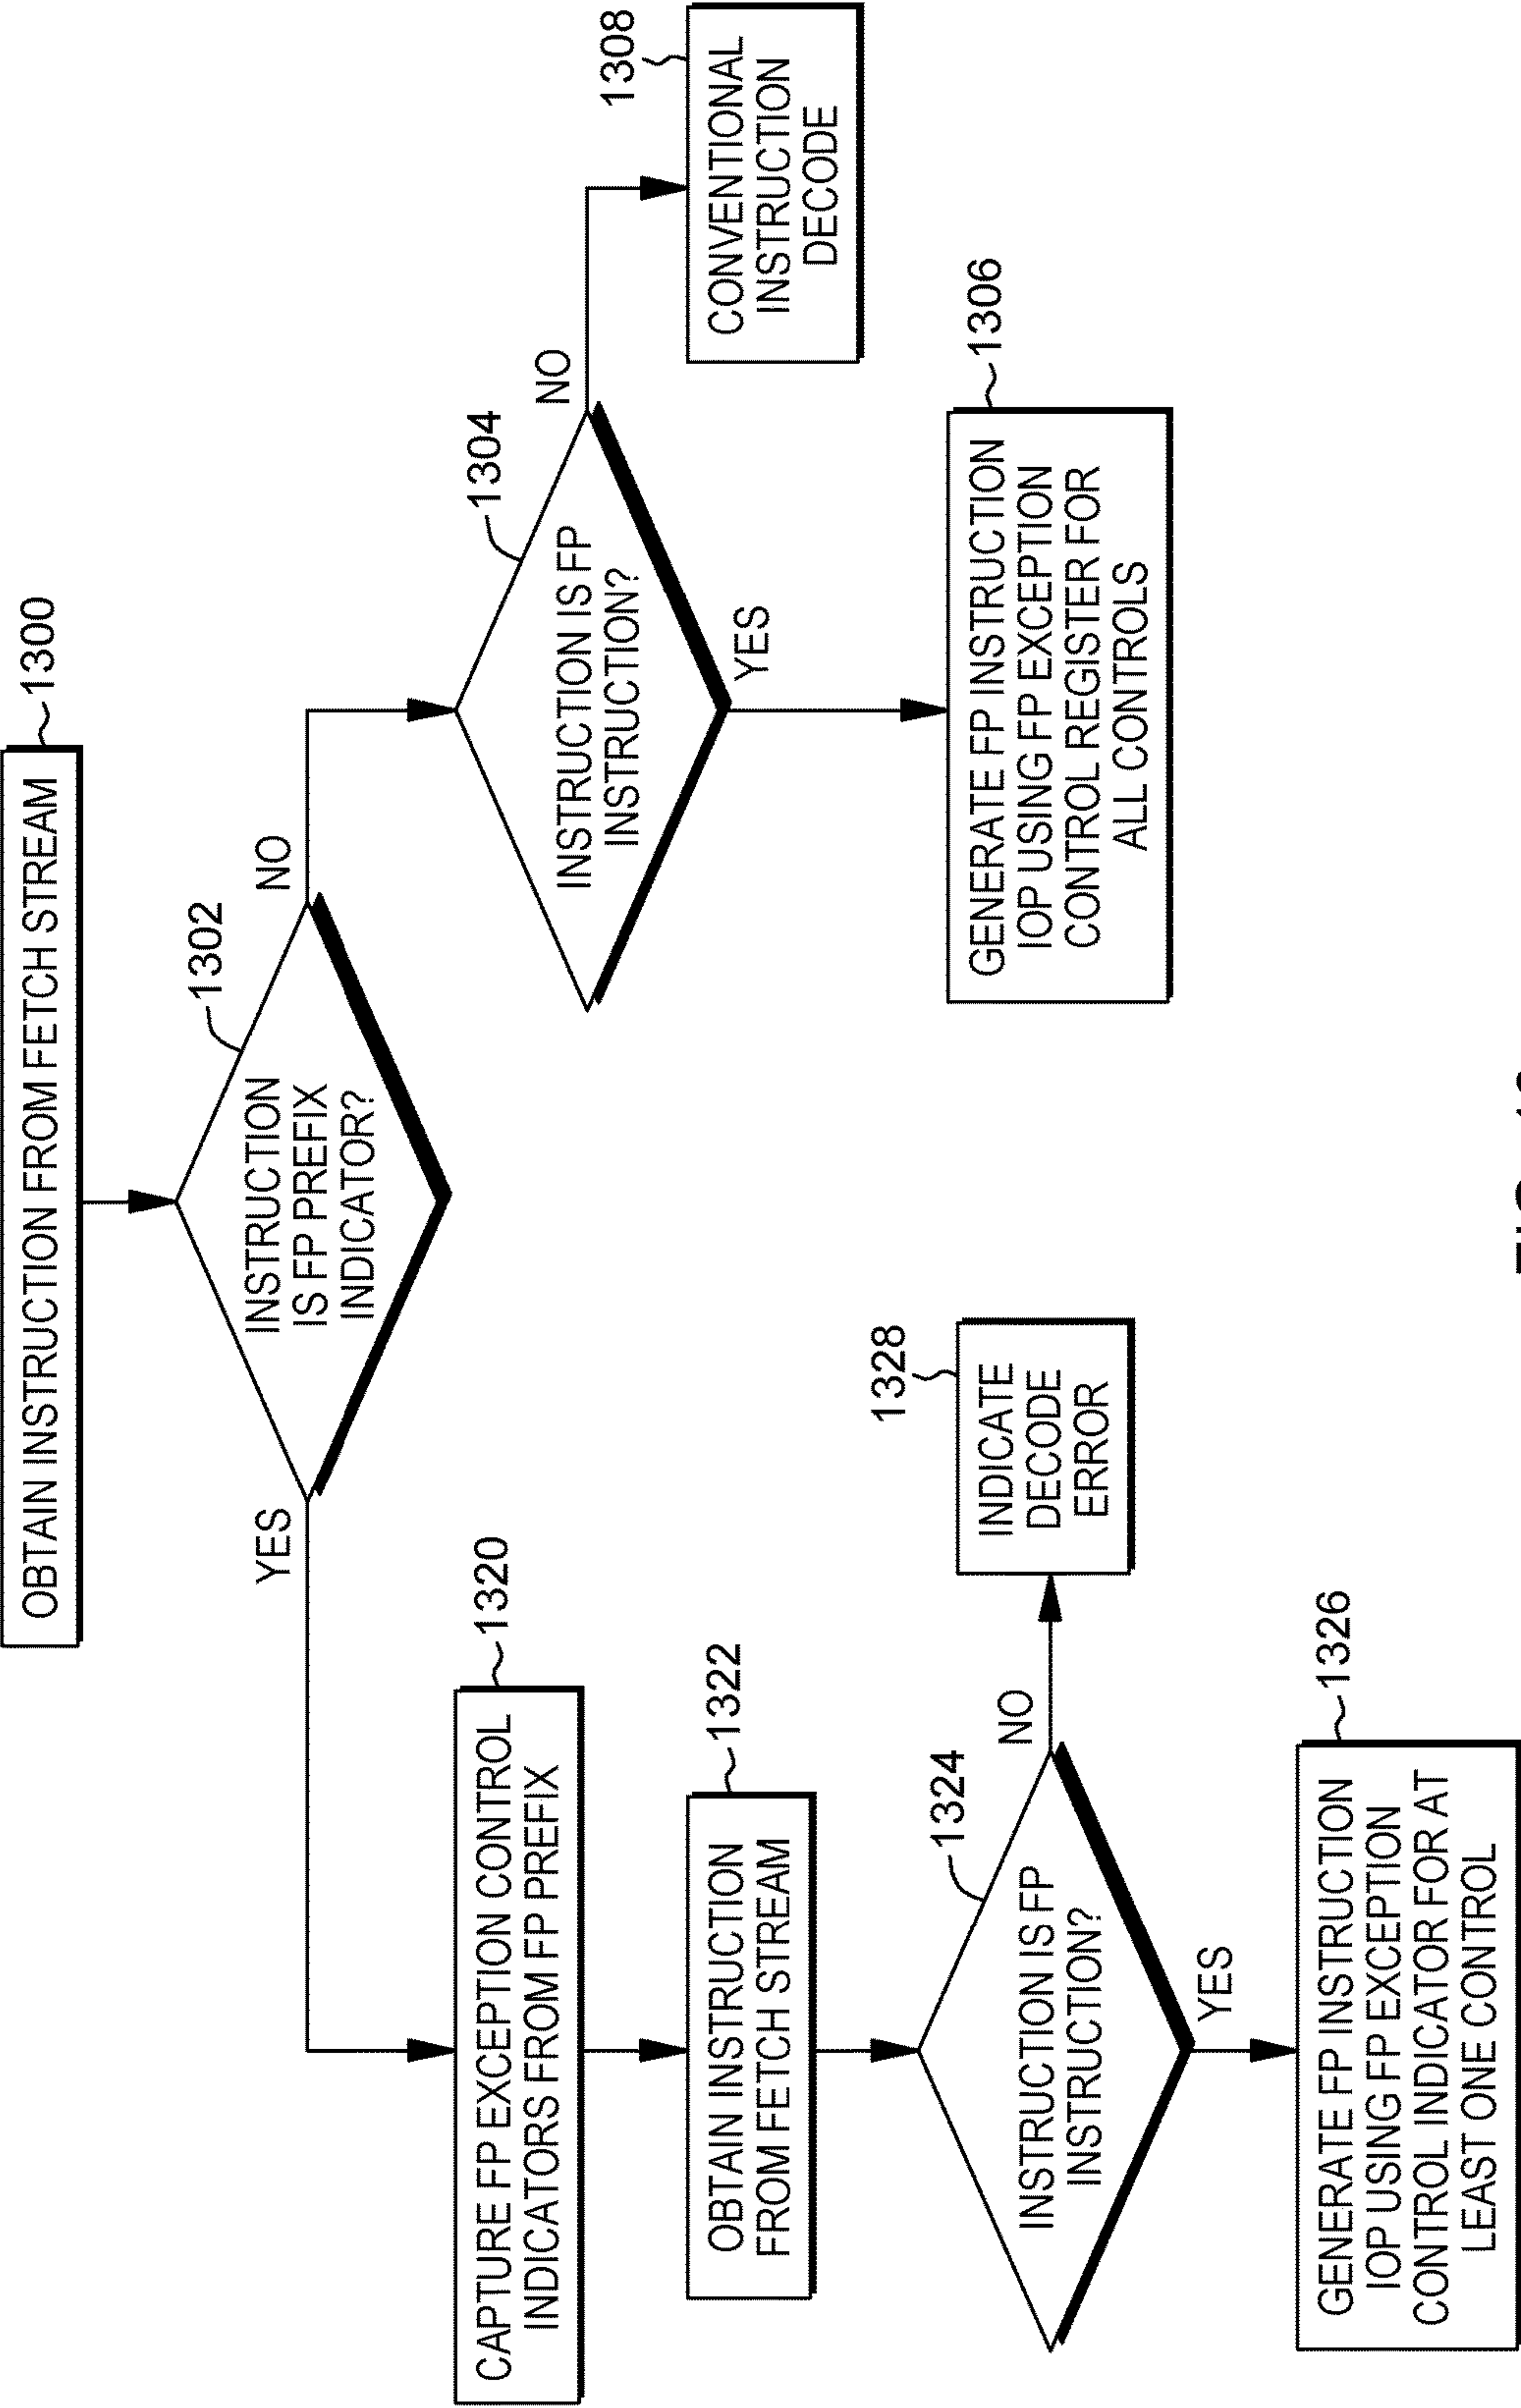 OBTAIN INSTRUCTION FROM FETCH STREAM
1300
INSTRUCTION
IS FP PREFIX
INDICATOR?
1302
YES
NO
CAPTURE FP EXCEPTION CONTROL
INDICATORS FROM FP PREFIX
1320
OBTAIN INSTRUCTION
FROM FETCH STREAM
1322
INSTRUCTION IS FP
INSTRUCTION?
1324
NO
INDICATE
DECODE
ERROR
1328
YES
GENERATE FP INSTRUCTION
IOP USING FP EXCEPTION
CONTROL INDICATOR FOR AT
LEAST ONE CONTROL
1326
INSTRUCTION IS FP
INSTRUCTION?
1304
NO
CONVENTIONAL
INSTRUCTION
DECODE
1308
YES
GENERATE FP INSTRUCTION
IOP USING FP EXCEPTION
CONTROL REGISTER FOR
ALL CONTROLS
1306